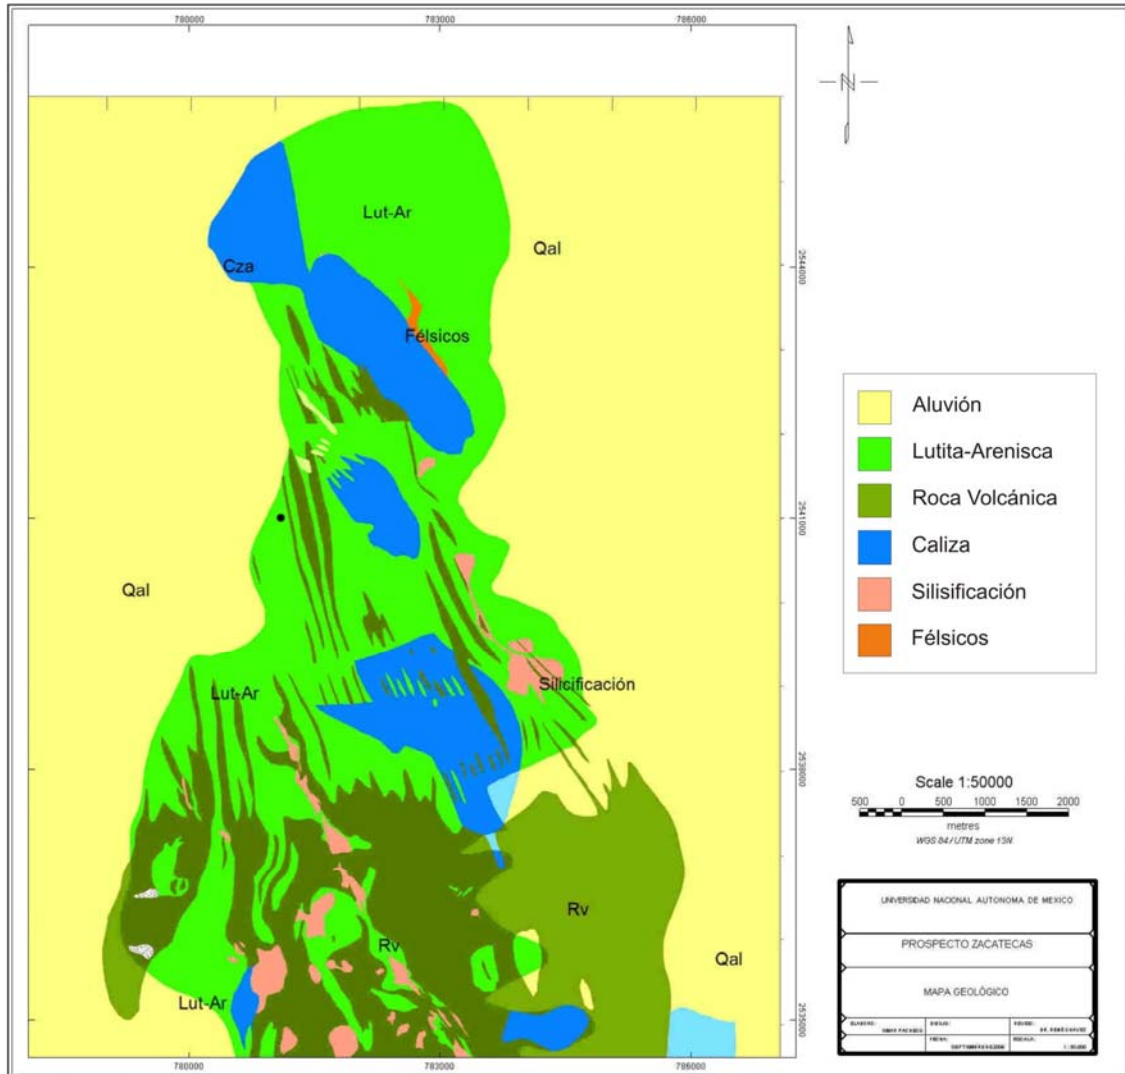 780000
783000
786000
N
Lut-Ar
Qal
2544000
Cza
Félsicos
Aluvión
Lutita-Arenisca
Roca Volcánica
Caliza
Silisificación
Félsicos
2541000
Qal
Lut-Ar
Silicificación
2538000
Scale 1:50000
500 0 500 1000 1500 2000
metres
WGS 84 / UTM zone 13N
Rv
Rv
Qal
Lut-Ar
2535000
UNIVERSIDAD NACIONAL AUTONOMA DE MEXICO
PROSPECTO ZACATECAS
MAPA GEOLÓGICO
780000
783000
786000